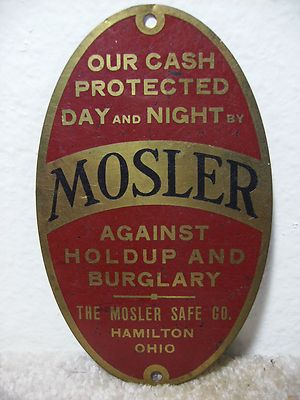 OUR CASH
PROTECTED
DAY AND NIGHT BY
MOSLER
AGAINST
HOLDUP AND
BURGLARY
THE MOSLER SAFE CO.
HAMILTON
OHIO